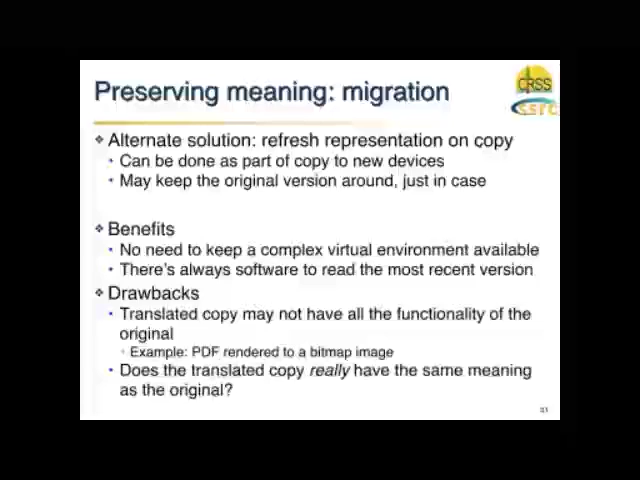 Preserving meaning: migration
CRSS
ssrc
❖ Alternate solution: refresh representation on copy
• Can be done as part of copy to new devices
• May keep the original version around, just in case
❖ Benefits
• No need to keep a complex virtual environment available
• There's always software to read the most recent version
❖ Drawbacks
• Translated copy may not have all the functionality of the
original
• Example: PDF rendered to a bitmap image
• Does the translated copy really have the same meaning
as the original?